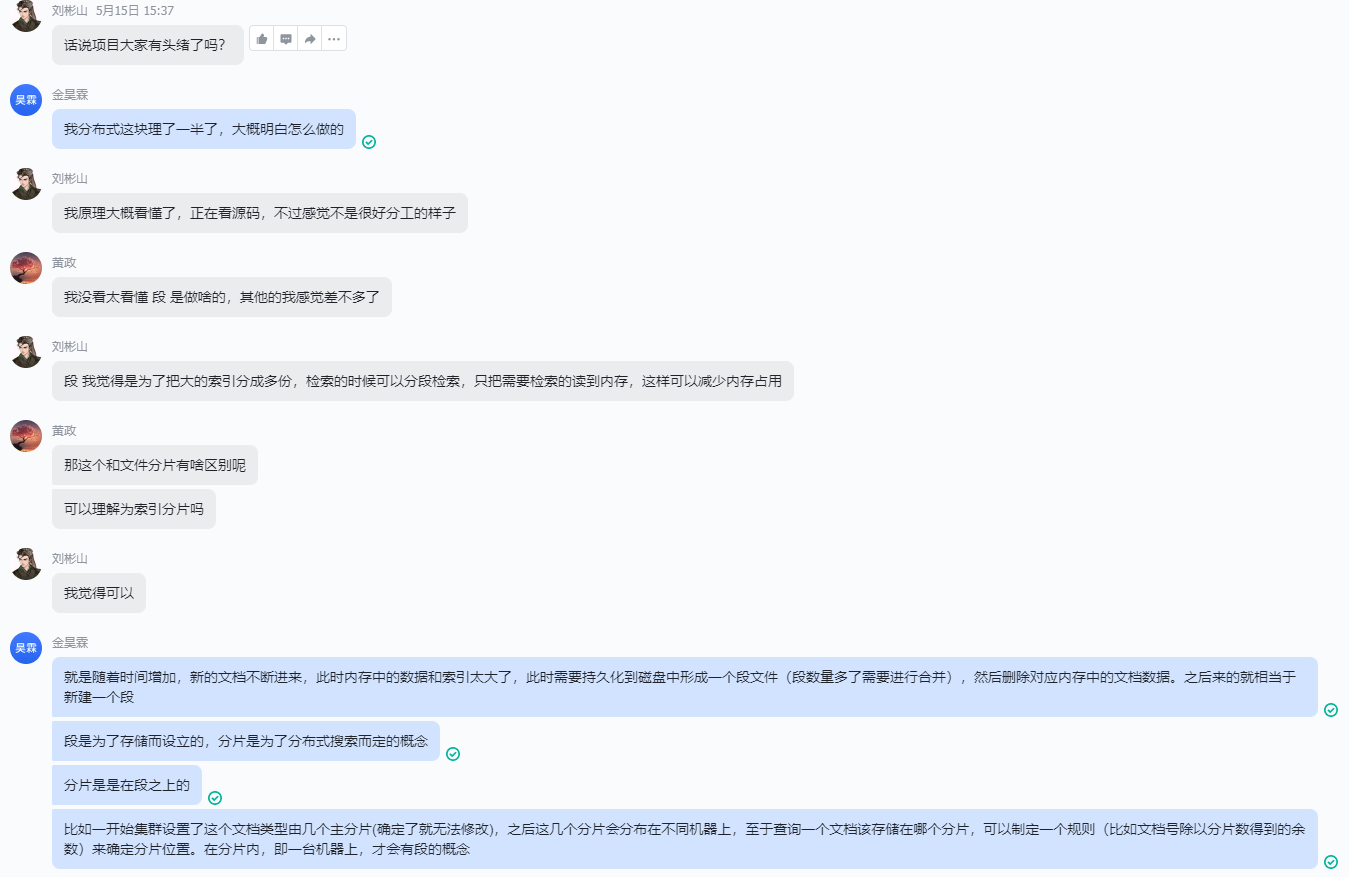 刘彬山 5月15日 15:37
话说项目大家有头绪了吗？
昊霖
金昊霖
我分布式这块理了一半了，大概明白怎么做的
刘彬山
我原理大概看懂了，正在看源码，不过感觉不是很好分工的样子
黄政
我没看太看懂 段 是做啥的，其他的我感觉差不多了
刘彬山
段 我觉得是为了把大的索引分成多份，检索的时候可以分段检索，只把需要检索的读到内存，这样可以减少内存占用
黄政
那这个和文件分片有啥区别呢
可以理解为索引分片吗
刘彬山
我觉得可以
昊霖
金昊霖
就是随着时间增加，新的文档不断进来，此时内存中的数据和索引太大了，此时需要持久化到磁盘中形成一个段文件（段数量多了需要进行合并），然后删除对应内存中的文档数据。之后来的就相当于
新建一个段
段是为了存储而设立的，分片是为了分布式搜索而定的概念
分片是是在段之上的
比如一开始集群设置了这个文档类型由几个主分片(确定了就无法修改)，之后这几个分片会分布在不同机器上，至于查询一个文档该存储在哪个分片，可以制定一个规则（比如文档号除以分片数得到的余
数）来确定分片位置。在分片内，即一台机器上，才会有段的概念